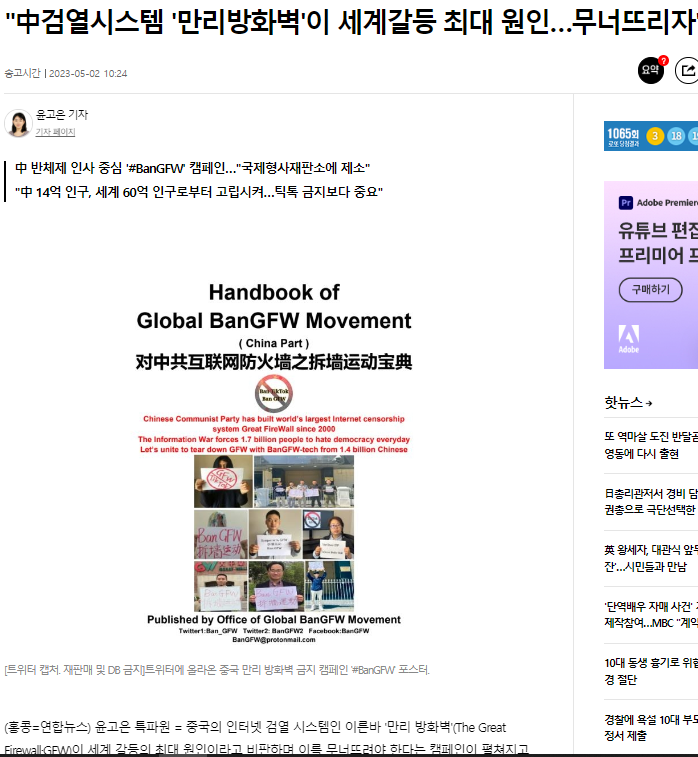 "中검열시스템 '만리방화벽'이 세계갈등 최대 원인…무너뜨리자"
송고시간 | 2023-05-02 10:24
요약
?
윤고은 기자
기자 페이지
中 반체제 인사 중심 '#BanGFW' 캠페인…"국제형사재판소에 제소"
"中 14억 인구, 세계 60억 인구로부터 고립시켜…틱톡 금지보다 중요"
Handbook of
Global BanGFW Movement
( China Part )
对中共互联网防火墙之拆墙运动宝典
Ban TikTok
Ban GFW
Chinese Communist Party has built world's largest Internet censorship
system Great FireWall since 2000
The Information War forces 1.7 billion people to hate democracy everyday
Let's unite to tear down GFW with BanGFW-tech from 1.4 billion Chinese
BanGFW
拆墙运动
Published by Office of Global BanGFW Movement
Twitter1:Ban_GFW Twitter2: BanGFW2 Facebook:BanGFW
BanGFW@protonmail.com
[트위터 캡처. 재판매 및 DB 금지]트위터에 올라온 중국 만리 방화벽 금지 캠페인 '#BanGFW' 포스터.
(홍콩=연합뉴스) 윤고은 특파원 = 중국의 인터넷 검열 시스템인 이른바 '만리 방화벽'(The Great
Firewall·GFW)이 세계 갈등의 최대 원인이라고 비판하며 이를 무너뜨려야 한다는 캠페인이 펼쳐지고
1065회
로또 당첨결과
3
18
Pr Adobe Premiere
유튜브 편집
프리미어 프
구매하기
Adobe
핫뉴스
또 역마살 도진 반달곰
영동에 다시 출현
日총리관저서 경비 담
권총으로 극단선택한
英 왕세자, 대관식 앞두
진'…시민들과 만남
'단역배우 자매 사건'
제작참여…MBC "계약
10대 동생 흉기로 위협
경 절단
경찰에 욕설 10대 부모
정서 제출